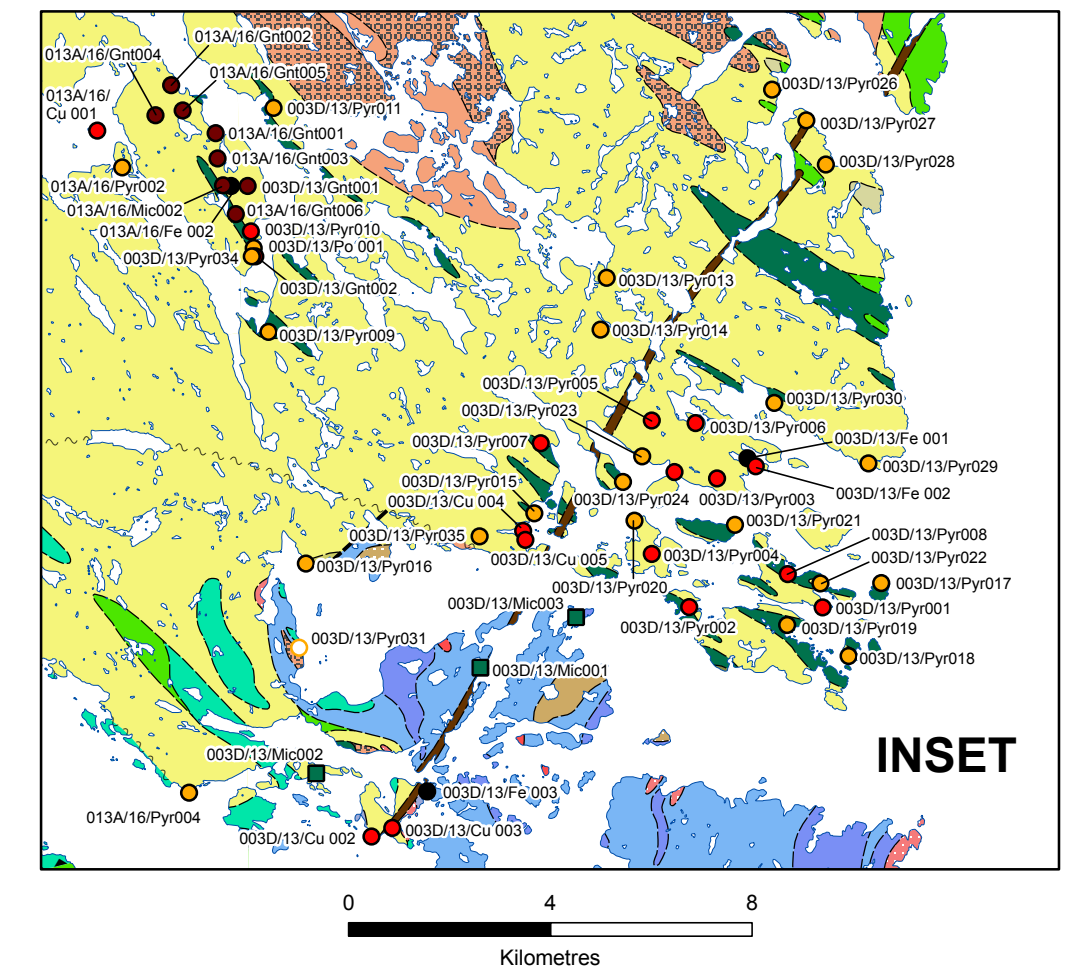 013A/16/Gnt002
013A/16/Gnt004
013A/16/Gnt005
013A/16/
Cu 001
003D/13/Pyr011
003D/13/Pyr026
003D/13/Pyr027
013A/16/Gnt001
003D/13/Pyr028
013A/16/Gnt003
013A/16/Pyr002
003D/13/Gnt001
013A/16/Mic002
013A/16/Gnt006
013A/16/Fe 002
003D/13/Pyr010
003D/13/Po 001
003D/13/Pyr034
003D/13/Gnt002
003D/13/Pyr013
003D/13/Pyr014
003D/13/Pyr009
003D/13/Pyr005
003D/13/Pyr030
003D/13/Pyr023
003D/13/Pyr006
003D/13/Fe 001
003D/13/Pyr007
003D/13/Pyr029
003D/13/Pyr015
003D/13/Fe 002
003D/13/Cu 004
003D/13/Pyr024
003D/13/Pyr003
003D/13/Pyr021
003D/13/Pyr035
003D/13/Pyr008
003D/13/Cu 005
003D/13/Pyr004
003D/13/Pyr022
003D/13/Pyr016
003D/13/Pyr017
003D/13/Pyr020
003D/13/Mic003
003D/13/Pyr001
003D/13/Pyr002
003D/13/Pyr019
003D/13/Pyr031
003D/13/Pyr018
003D/13/Mic001
003D/13/Mic002
INSET
003D/13/Fe 003
013A/16/Pyr004
003D/13/Cu 003
003D/13/Cu 002
0 4 8
Kilometres